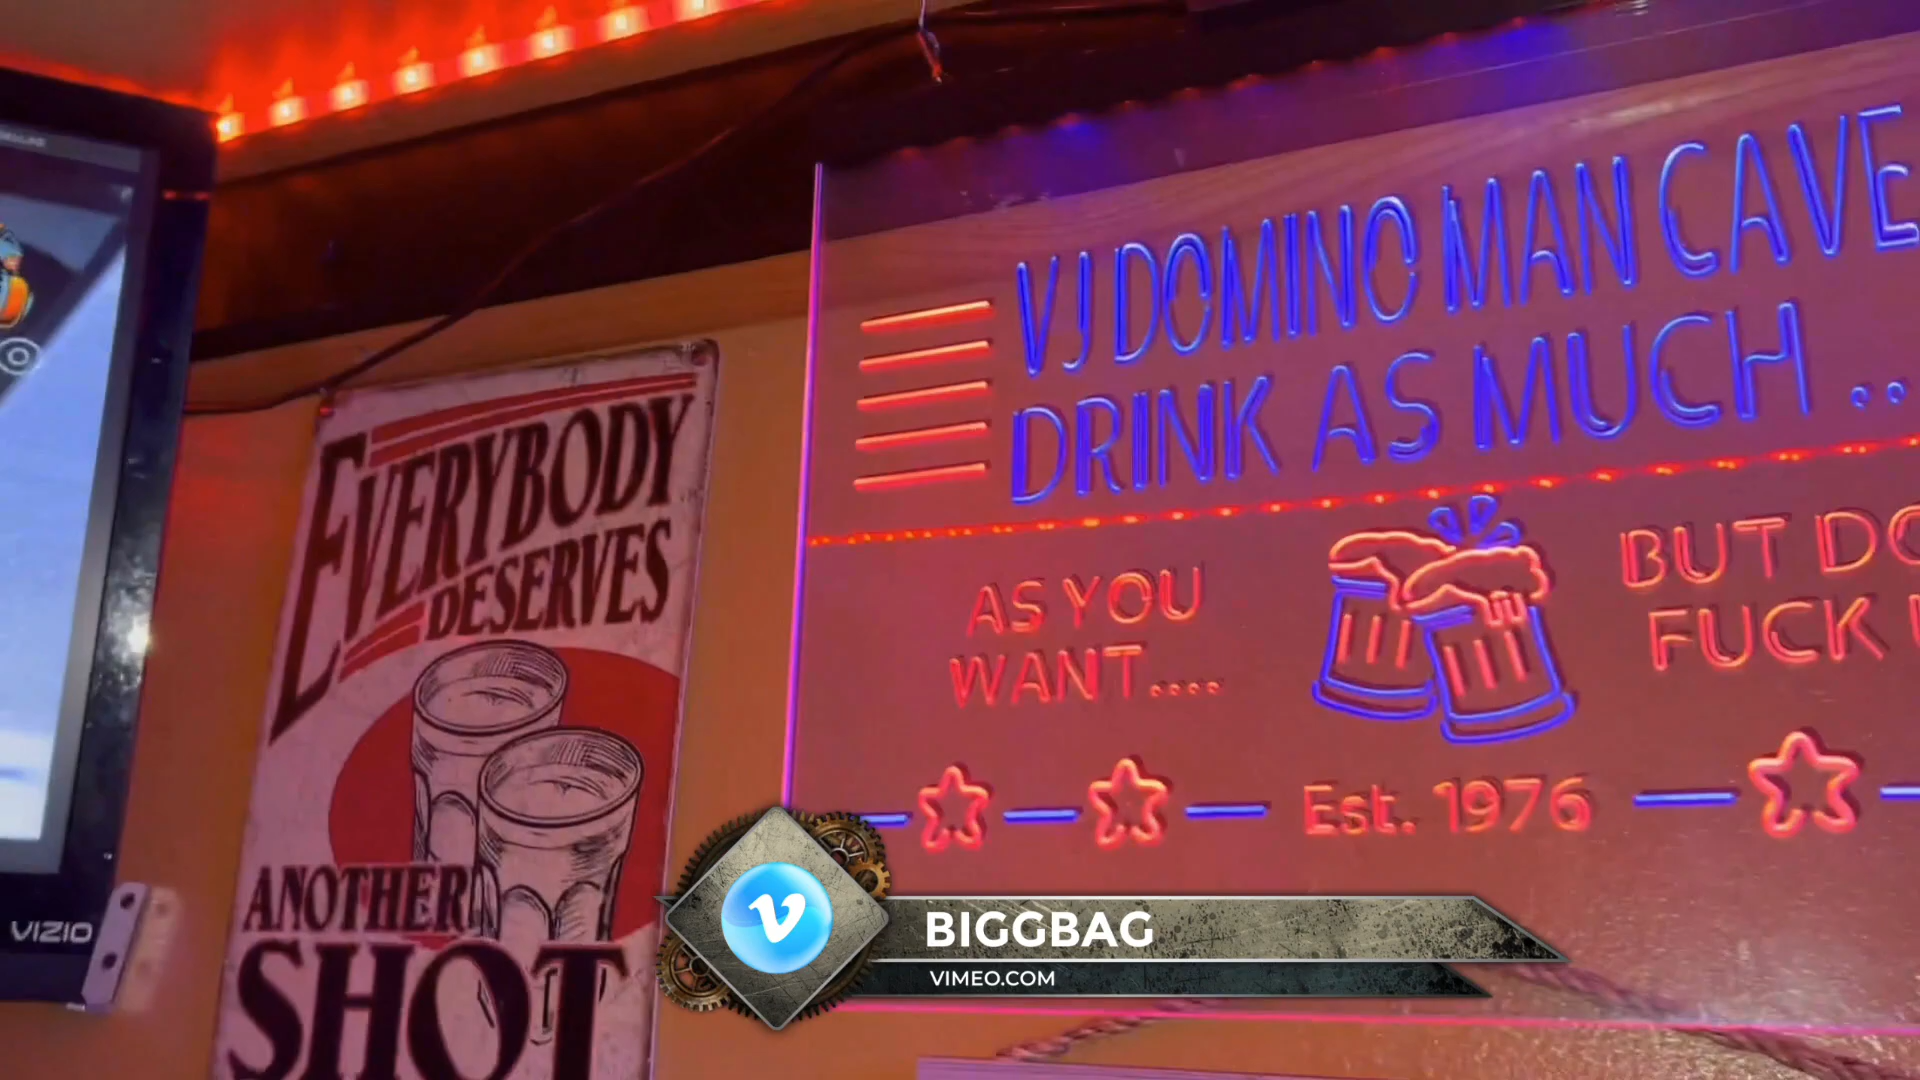 EVERYBODY
DESERVES
ANOTHER
SHOT
VIZIO
VJ DOMINO MAN CAVE
DRINK AS MUCH ..
AS YOU
WANT....
BUT DO
FUCK
Est. 1976
BIGGBAG
VIMEO.COM